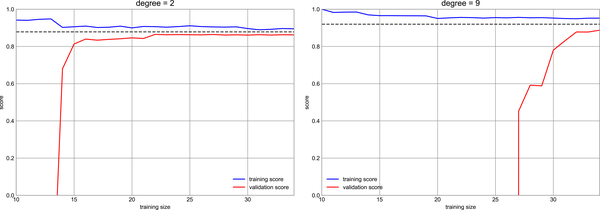 degree = 2
1.0
0.8
0.6
0.4
0.2
0.0
score
10
15
20
25
30
training size
training score
validation score
degree = 9
1.0
0.8
0.6
0.4
0.2
0.0
score
10
15
20
25
30
training size
training score
validation score